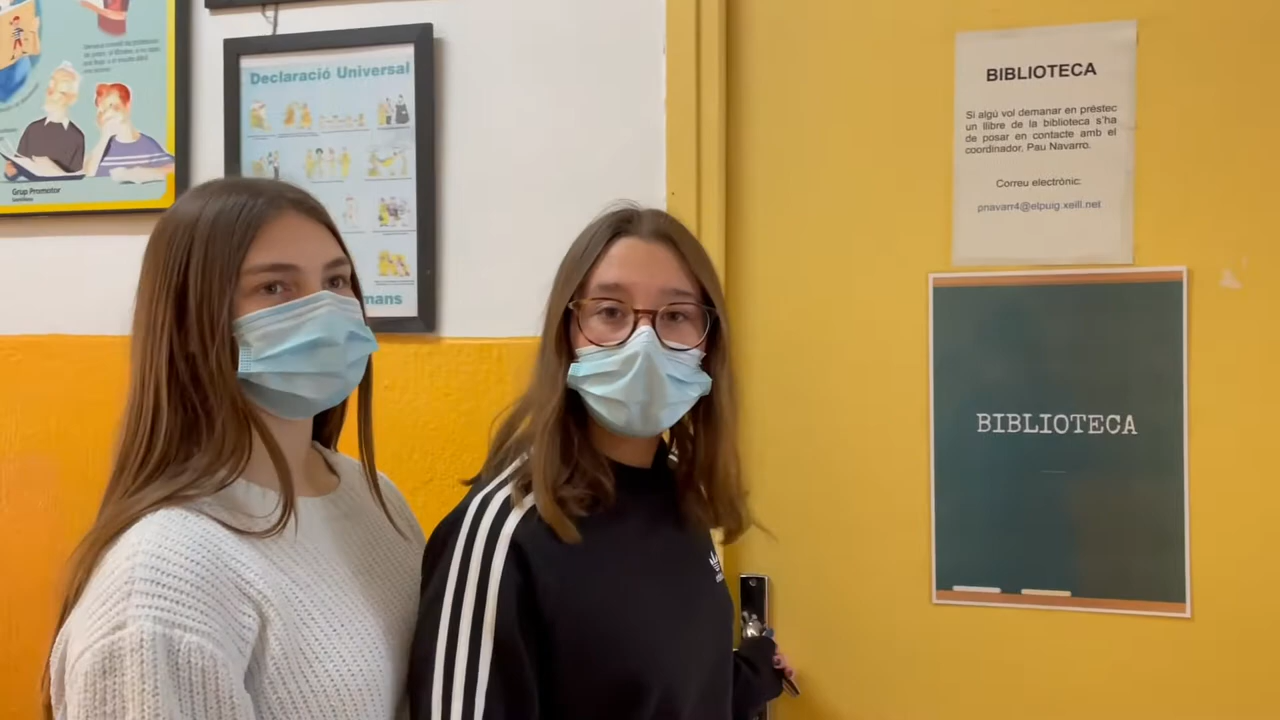 Grup Promotor
Santillana
Declaració Universal
mans
BIBLIOTECA
Si algú vol demanar en préstec
un llibre de la biblioteca s'ha
de posar en contacte amb el
coordinador, Pau Navarro.
Correu electrònic:
pnavarr4@elpuig.xeill.net
BIBLIOTECA